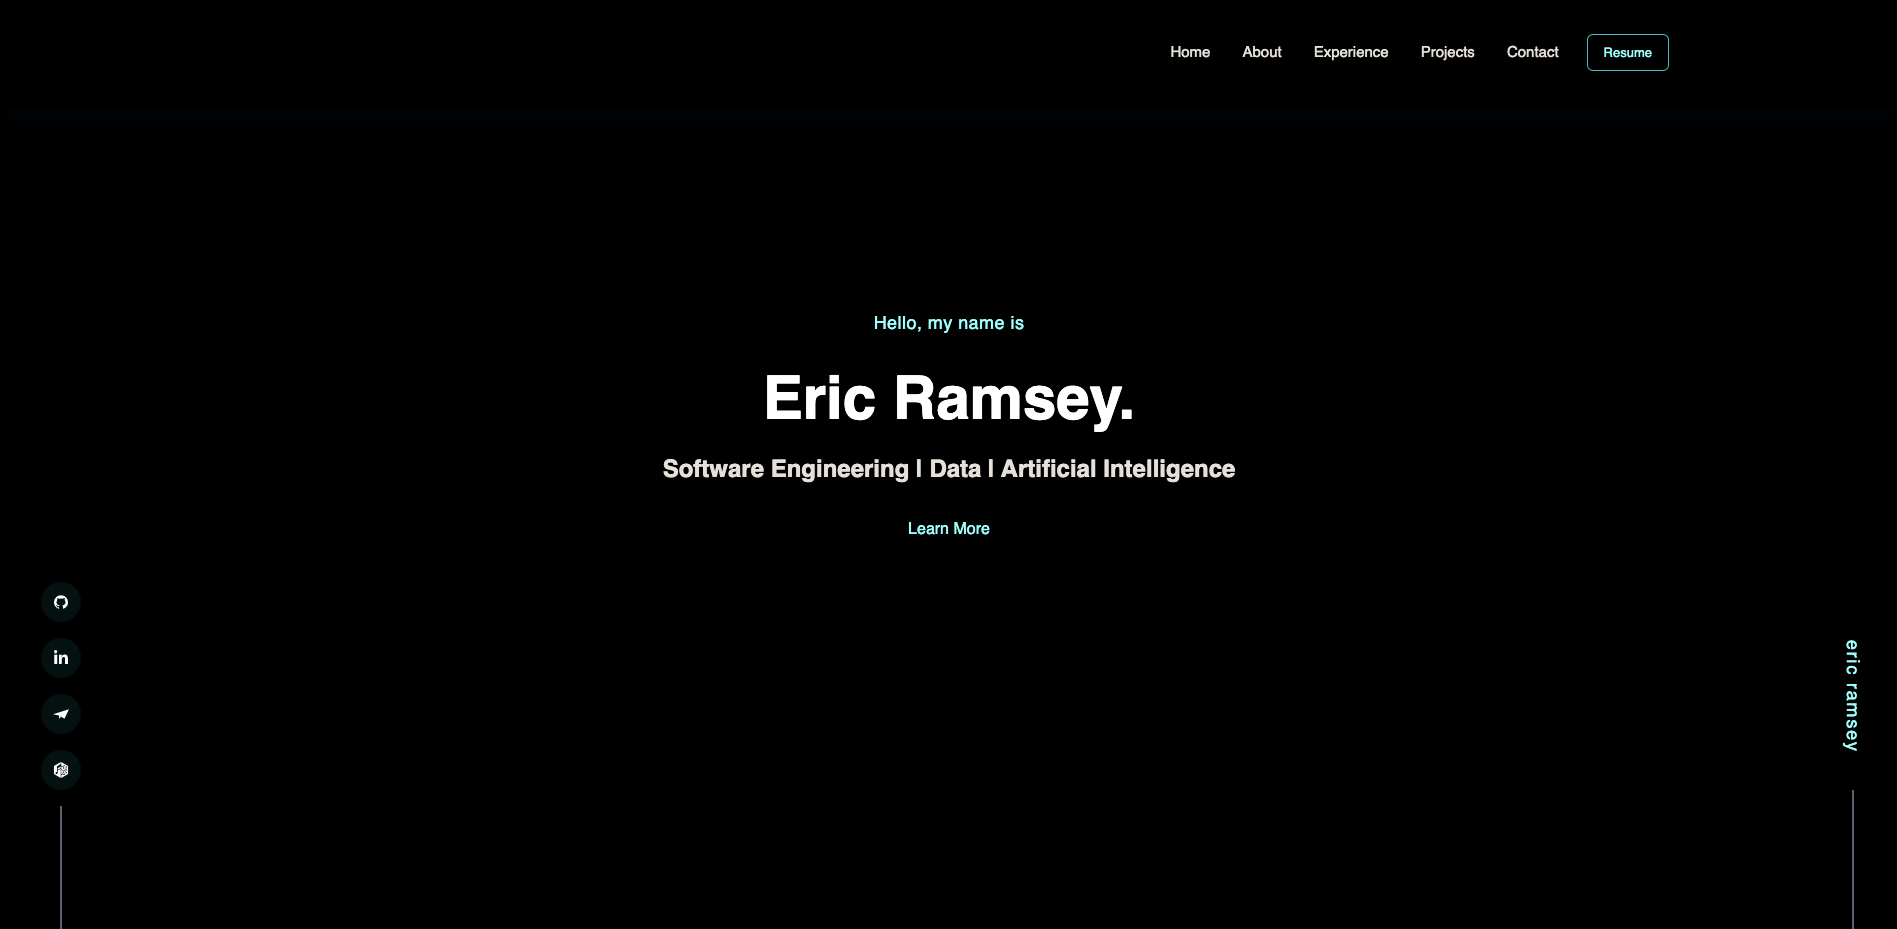 Home About Experience Projects Contact Resume
Hello, my name is
Eric Ramsey.
Software Engineering | Data | Artificial Intelligence
Learn More
in
eric ramsey